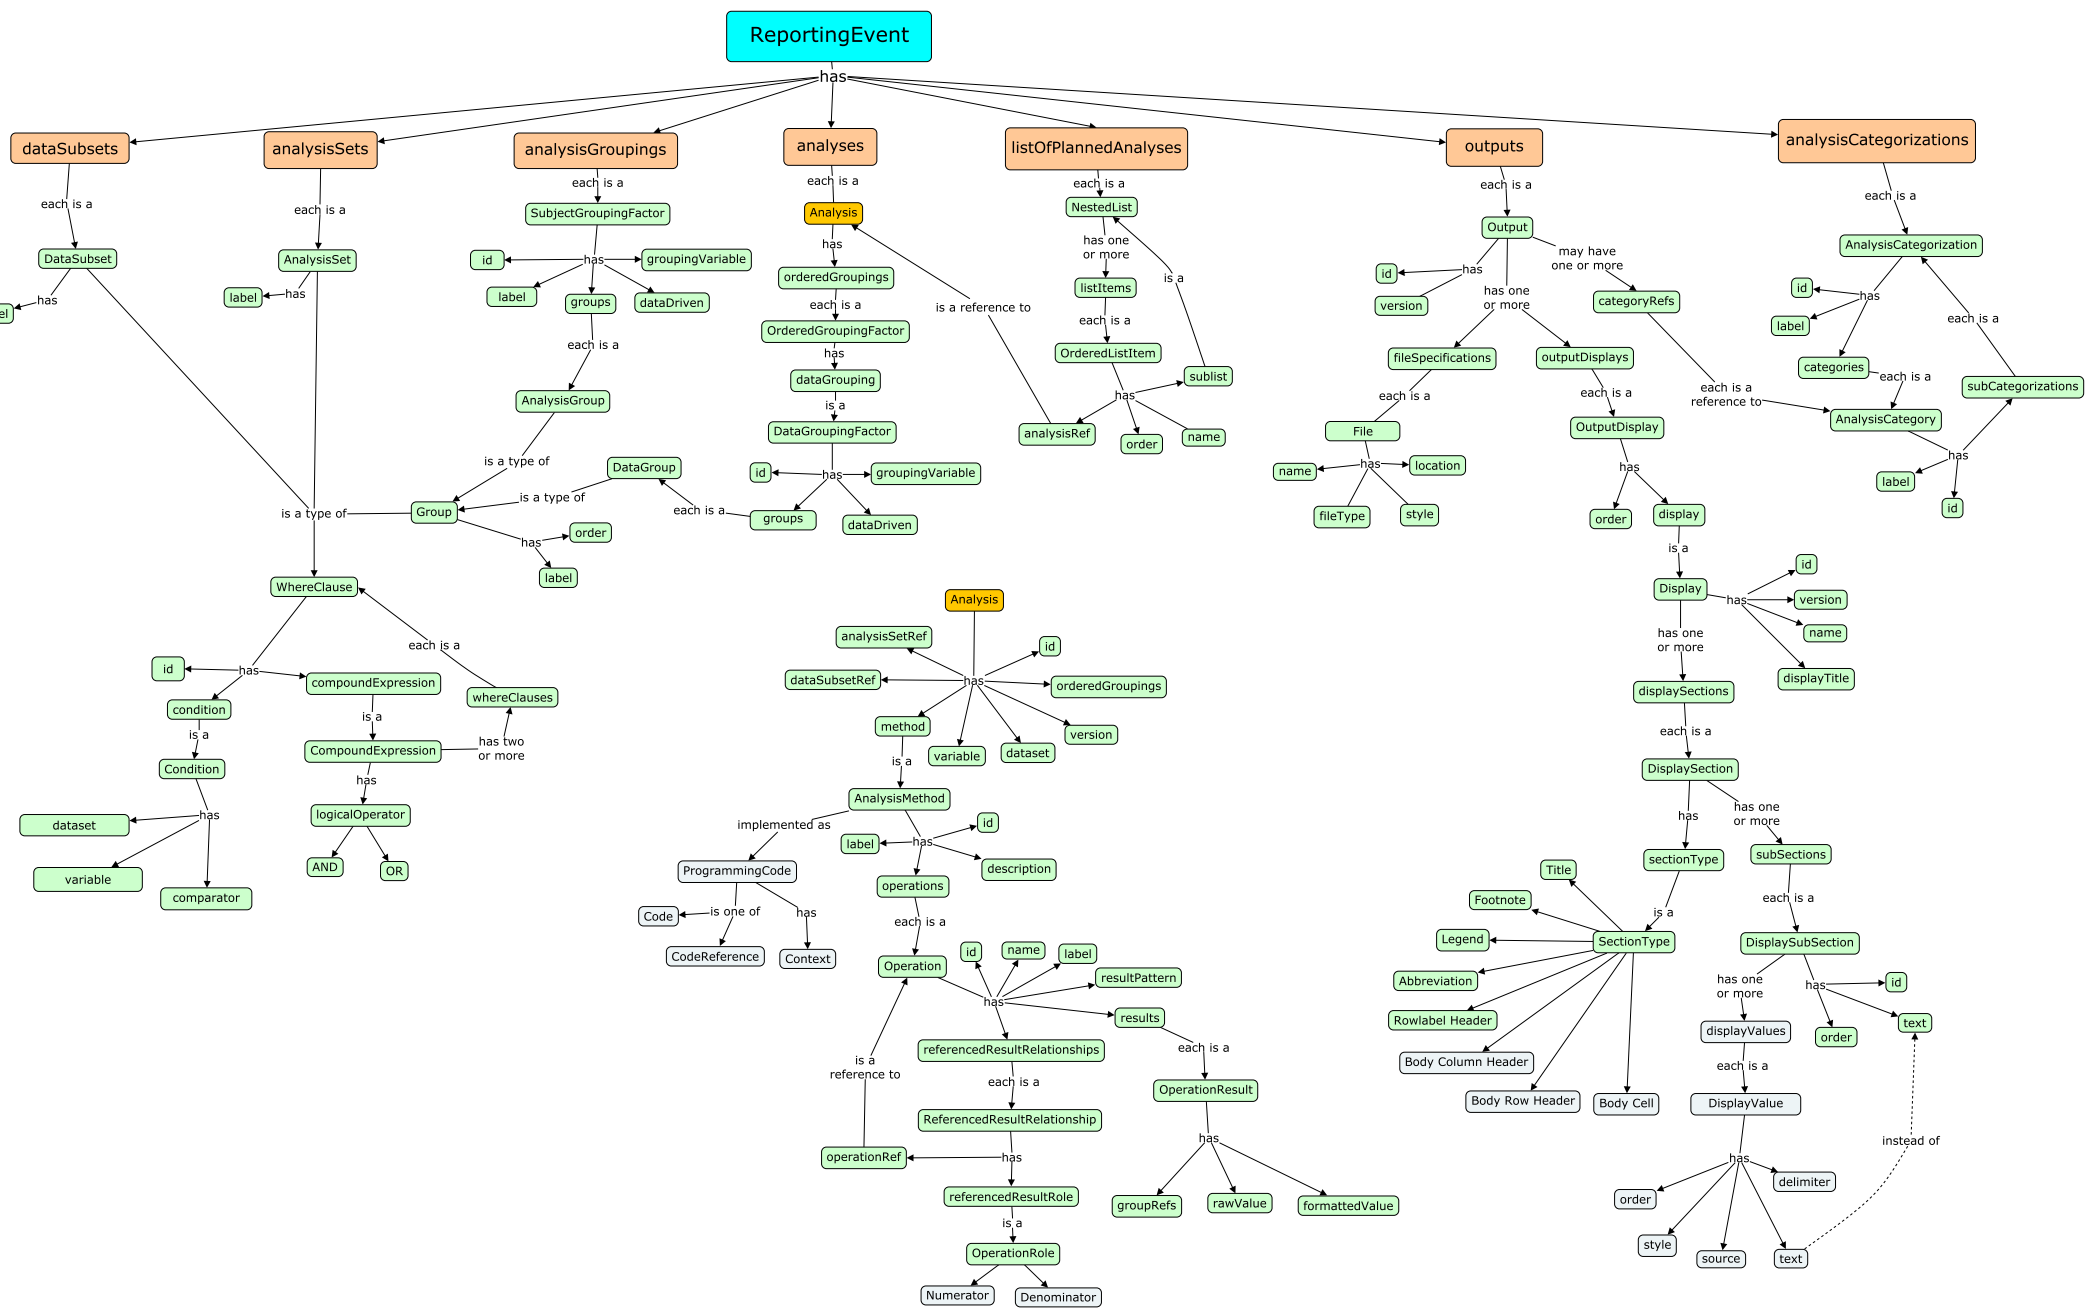 ReportingEvent
has
dataSubsets
analysisSets
analysisGroupings
analyses
listOfPlannedAnalyses
outputs
analysisCategorizations
each is a
DataSubset
has
el
each is a
AnalysisSet
has
label
each is a
SubjectGroupingFactor
has
id
label
groups
dataDriven
groupingVariable
each is a
AnalysisGroup
is a type of
DataGroup
is a type of
Group
is a type of
has
order
label
WhereClause
has
id
condition
is a
Condition
has
dataset
variable
comparator
compoundExpression
is a
CompoundExpression
has two
or more
whereClauses
each is a
has
logicalOperator
AND
OR
each is a
Analysis
has
orderedGroupings
each is a
OrderedGroupingFactor
has
dataGrouping
is a
DataGroupingFactor
has
id
groupingVariable
groups
dataDriven
each is a
each is a
NestedList
has one
or more
listItems
each is a
OrderedListItem
has
sublist
is a
analysisRef
is a reference to
order
name
each is a
Output
has
id
version
has one
or more
may have
one or more
categoryRefs
each is a
reference to
fileSpecifications
each is a
File
has
name
location
fileType
style
outputDisplays
each is a
OutputDisplay
has
order
display
is a
Display
has
id
version
name
displayTitle
has one
or more
displaySections
each is a
DisplaySection
has
sectionType
is a
SectionType
Title
Footnote
Legend
Abbreviation
Rowlabel Header
Body Column Header
Body Row Header
Body Cell
has one
or more
subSections
each is a
DisplaySubSection
has
id
text
order
has one
or more
displayValues
each is a
DisplayValue
has
order
style
source
text
delimiter
instead of
each is a
AnalysisCategorization
has
id
label
categories
each is a
AnalysisCategory
has
label
id
subCategorizations
each is a
Analysis
has
analysisSetRef
dataSubsetRef
method
variable
dataset
version
orderedGroupings
id
is a
AnalysisMethod
implemented as
ProgrammingCode
is one of
Code
CodeReference
has
Context
has
label
id
description
operations
each is a
Operation
has
id
name
label
resultPattern
results
each is a
OperationResult
has
groupRefs
rawValue
formattedValue
referencedResultRelationships
each is a
ReferencedResultRelationship
has
operationRef
is a
reference to
referencedResultRole
is a
OperationRole
Numerator
Denominator